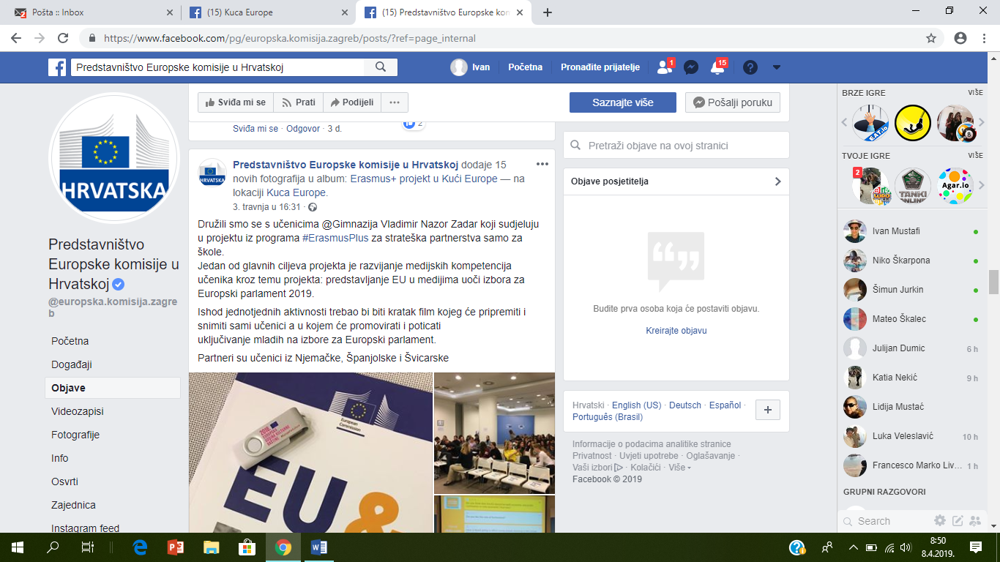 Pošta :: Inbox
(15) Kuca Europe
(15) Predstavništvo Europske kon
https://www.facebook.com/pg/europska.komisija.zagreb/posts/?ref=page_internal
Predstavništvo Europske komisije u Hrvatskoj
Ivan
Početna
Pronađite prijatelje
1
15
HRVATSKA
Predstavništvo
Europske komisije u
Hrvatskoj
@europska.komisija.zagre
b
Početna
Događaji
Objave
Videozapisi
Fotografije
Info
Osvrti
Zajednica
Instagram feed
Sviđa mi se
Prati
Podijeli
Saznajte više
Pošalji poruku
Sviđa mi se · Odgovor · 3 d.
2
HRVATSKA
Predstavništvo Europske komisije u Hrvatskoj dodaje 15
novih fotografija u album: Erasmus+ projekt u Kući Europe — na
lokaciji Kuca Europe.
3. travnja u 16:31 ·
Družili smo se s učenicima @Gimnazija Vladimir Nazor Zadar koji sudjeluju
u projektu iz programa #ErasmusPlus za strateška partnerstva samo za
škole.
Jedan od glavnih ciljeva projekta je razvijanje medijskih kompetencija
učenika kroz temu projekta: predstavljanje EU u medijima uoči izbora za
Europski parlament 2019.
Ishod jednotjednih aktivnosti trebao bi biti kratak film kojeg će pripremiti i
snimiti sami učenici a u kojem će promovirati i poticati
uključivanje mladih na izbore za Europski parlament.
Partneri su učenici iz Njemačke, Španjolske i Švicarske
European
Commission
EU &
Pretraži objave na ovoj stranici
Objave posjetitelja
Budite prva osoba koja će postaviti objavu.
Kreirajte objavu
Hrvatski · English (US) · Deutsch · Español ·
Português (Brasil)
Informacije o podacima analitike stranice
Privatnost · Uvjeti upotrebe · Oglašavanje ·
Vaši izbori · Kolačići · Više
Facebook © 2019
BRZE IGRE
VIŠE
EAT.io
8
TVOJE IGRE
VIŠE
2
LUDO
TANKI
ONLINE
Agar.io
Ivan Mustafi
Niko Škarpona
Šimun Jurkin
Mateo Škalec
Julijan Dumic
6 h
Katia Nekić
9 h
Lidija Mustać
Luka Veleslavić
10 h
Francesco Marko Liv...
1 h
GRUPNI RAZGOVORI
Search
8:50
8.4.2019.